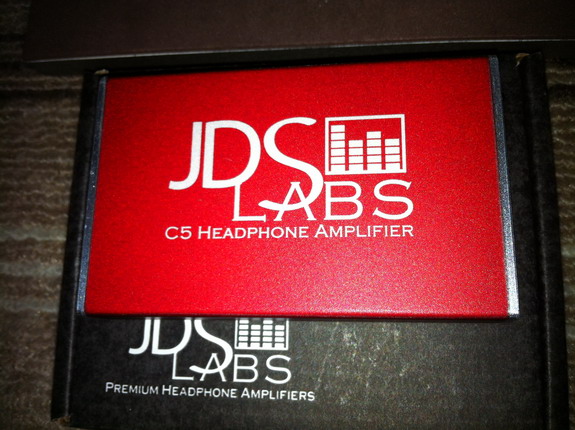 JDS
LABS
C5 HEADPHONE AMPLIFIER
JDS
LABS
PREMIUM HEADPHONE AMPLIFIERS